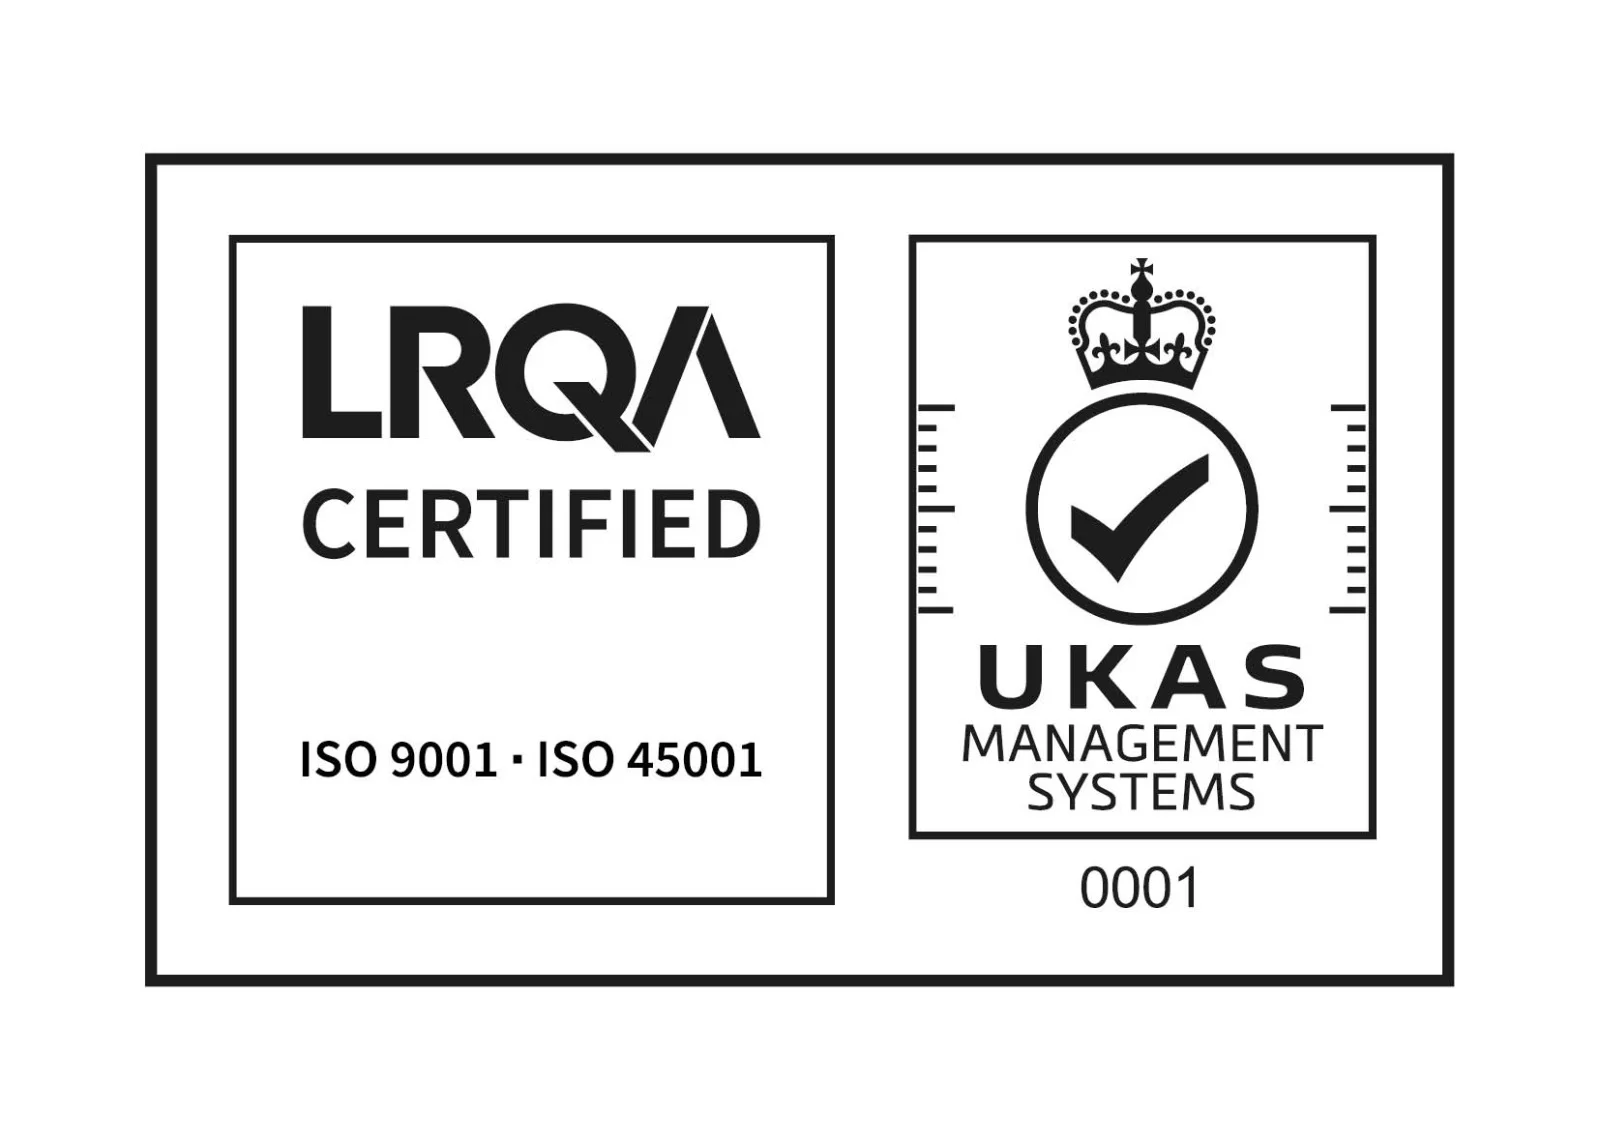 LRQA
CERTIFIED
ISO 9001 · ISO 45001
UKAS
MANAGEMENT
SYSTEMS
0001